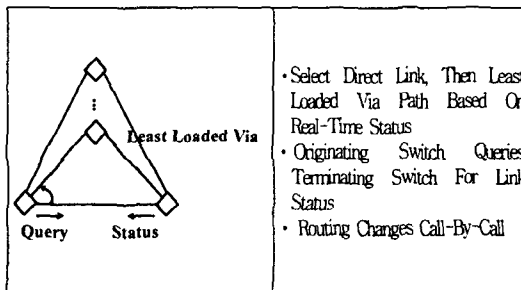 Least Loaded Via
Query
Status
• Select Direct Link, Then Least
Loaded Via Path Based On
Real-Time Status
• Originating Switch Queries
Terminating Switch For Link
Status
• Routing Changes Call-By-Call